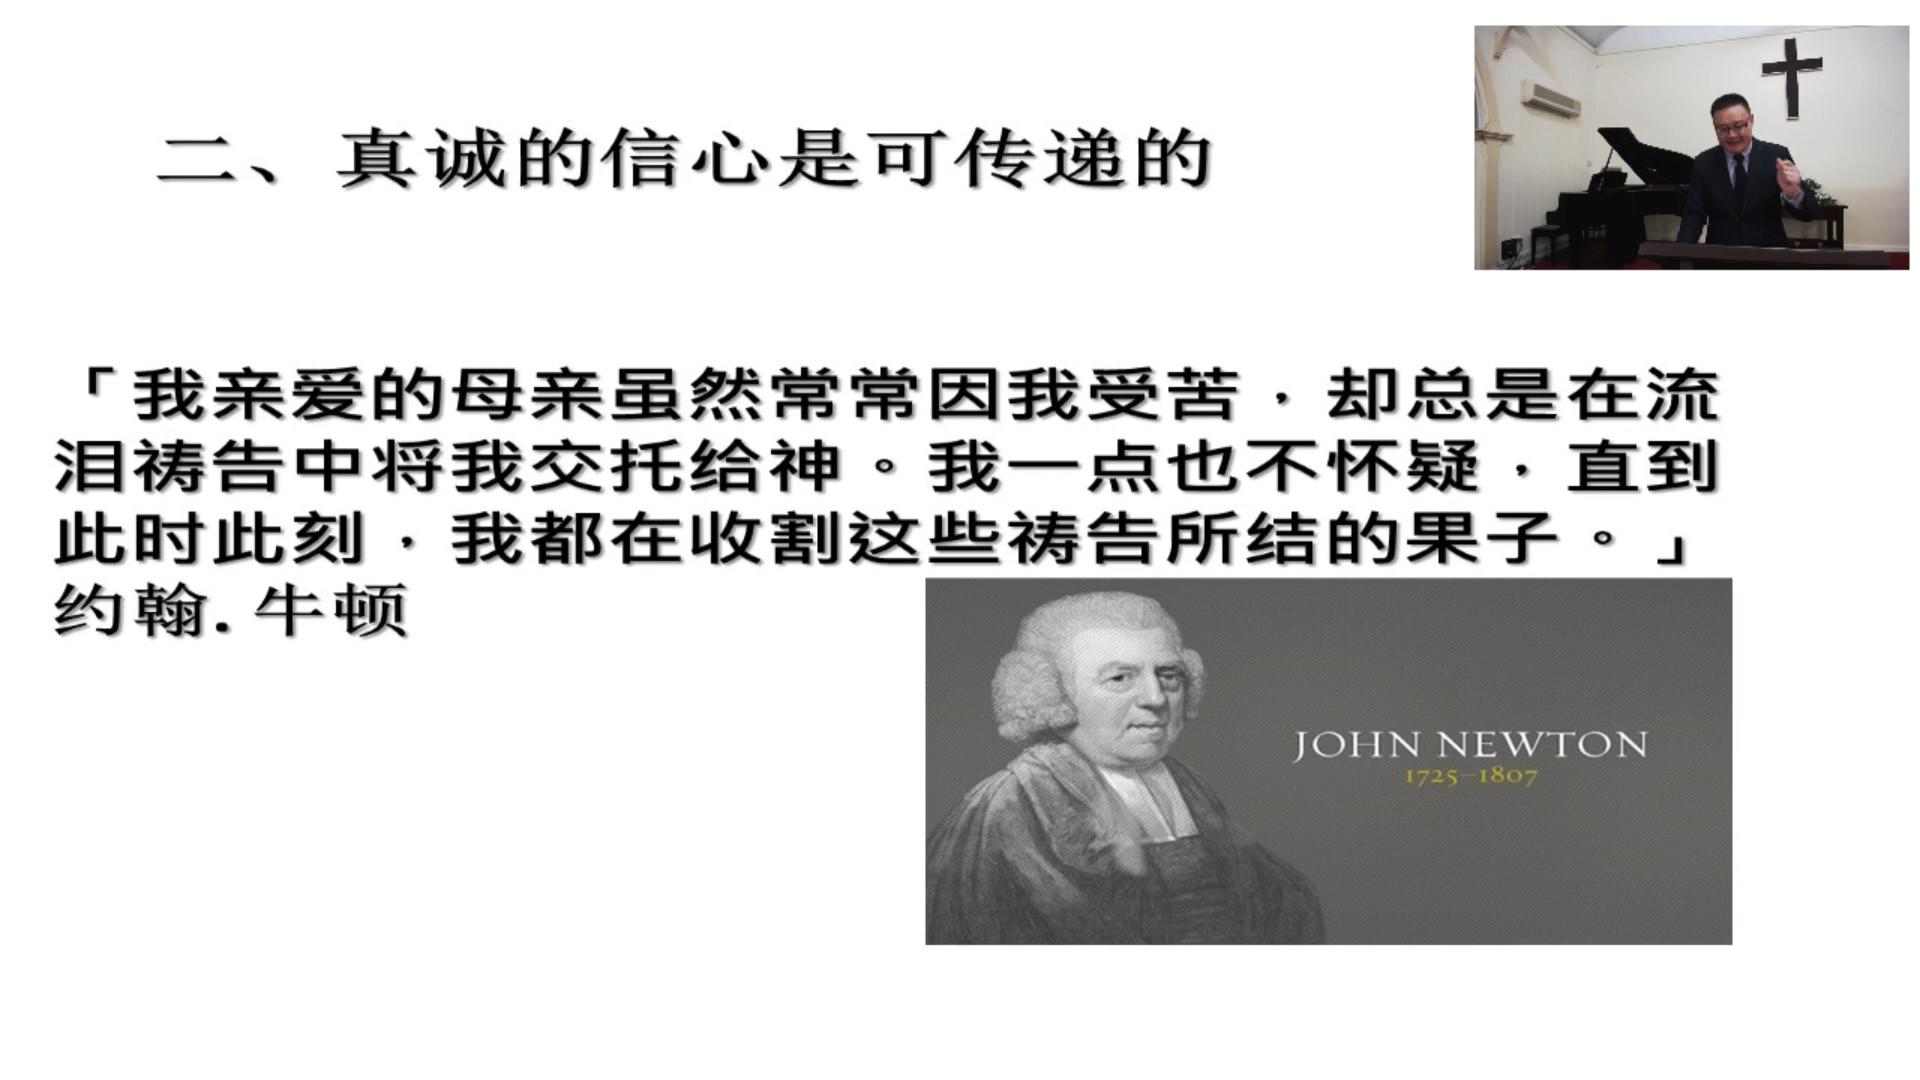 二、真诚的信心是可传递的
「我亲爱的母亲虽然常常因我受苦，却总是在流
泪祷告中将我交托给神。我一点也不怀疑，直到
此时此刻，我都在收割这些祷告所结的果子。」
约翰.牛顿
JOHN NEWTON
1725–1807